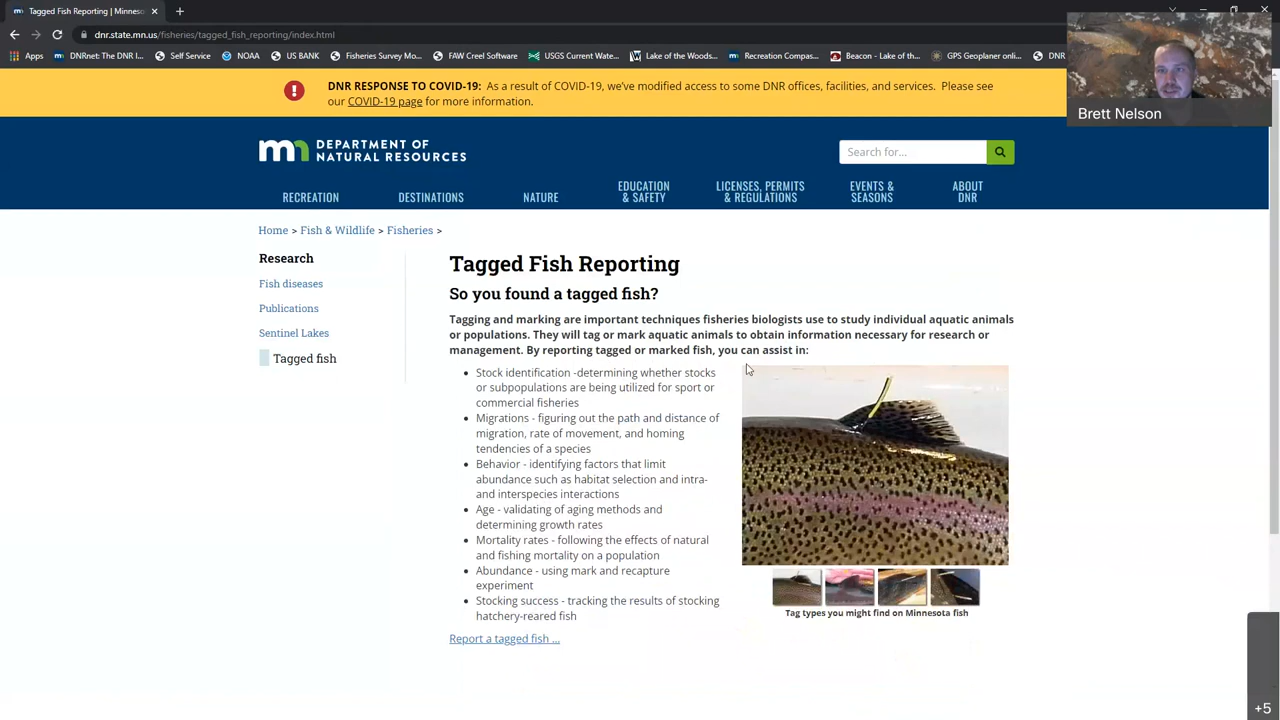 Tagged Fish Reporting | Minneso
dnr.state.mn.us/fisheries/tagged_fish_reporting/index.html
Apps DNRnet: The DNR I... Self Service NOAA US BANK Fisheries Survey Mo... FAW Creel Software USGS Current Wate... Lake of the Woods... Recreation Compas... Beacon - Lake of th... GPS Geoplaner onli... DNR
Brett Nelson
DNR RESPONSE TO COVID-19: As a result of COVID-19, we've modified access to some DNR offices, facilities, and services. Please see
our COVID-19 page for more information.
mn DEPARTMENT OF
NATURAL RESOURCES
Search for...
RECREATION DESTINATIONS NATURE EDUCATION & SAFETY LICENSES, PERMITS & REGULATIONS EVENTS & SEASONS ABOUT DNR
Home > Fish & Wildlife > Fisheries >
Research
Fish diseases
Publications
Sentinel Lakes
Tagged fish
Tagged Fish Reporting
So you found a tagged fish?
Tagging and marking are important techniques fisheries biologists use to study individual aquatic animals
or populations. They will tag or mark aquatic animals to obtain information necessary for research or
management. By reporting tagged or marked fish, you can assist in:
• Stock identification -determining whether stocks
or subpopulations are being utilized for sport or
commercial fisheries
• Migrations - figuring out the path and distance of
migration, rate of movement, and homing
tendencies of a species
• Behavior - identifying factors that limit
abundance such as habitat selection and intra-
and interspecies interactions
• Age - validating of aging methods and
determining growth rates
• Mortality rates - following the effects of natural
and fishing mortality on a population
• Abundance - using mark and recapture
experiment
• Stocking success - tracking the results of stocking
hatchery-reared fish
Tag types you might find on Minnesota fish
Report a tagged fish ...
+5